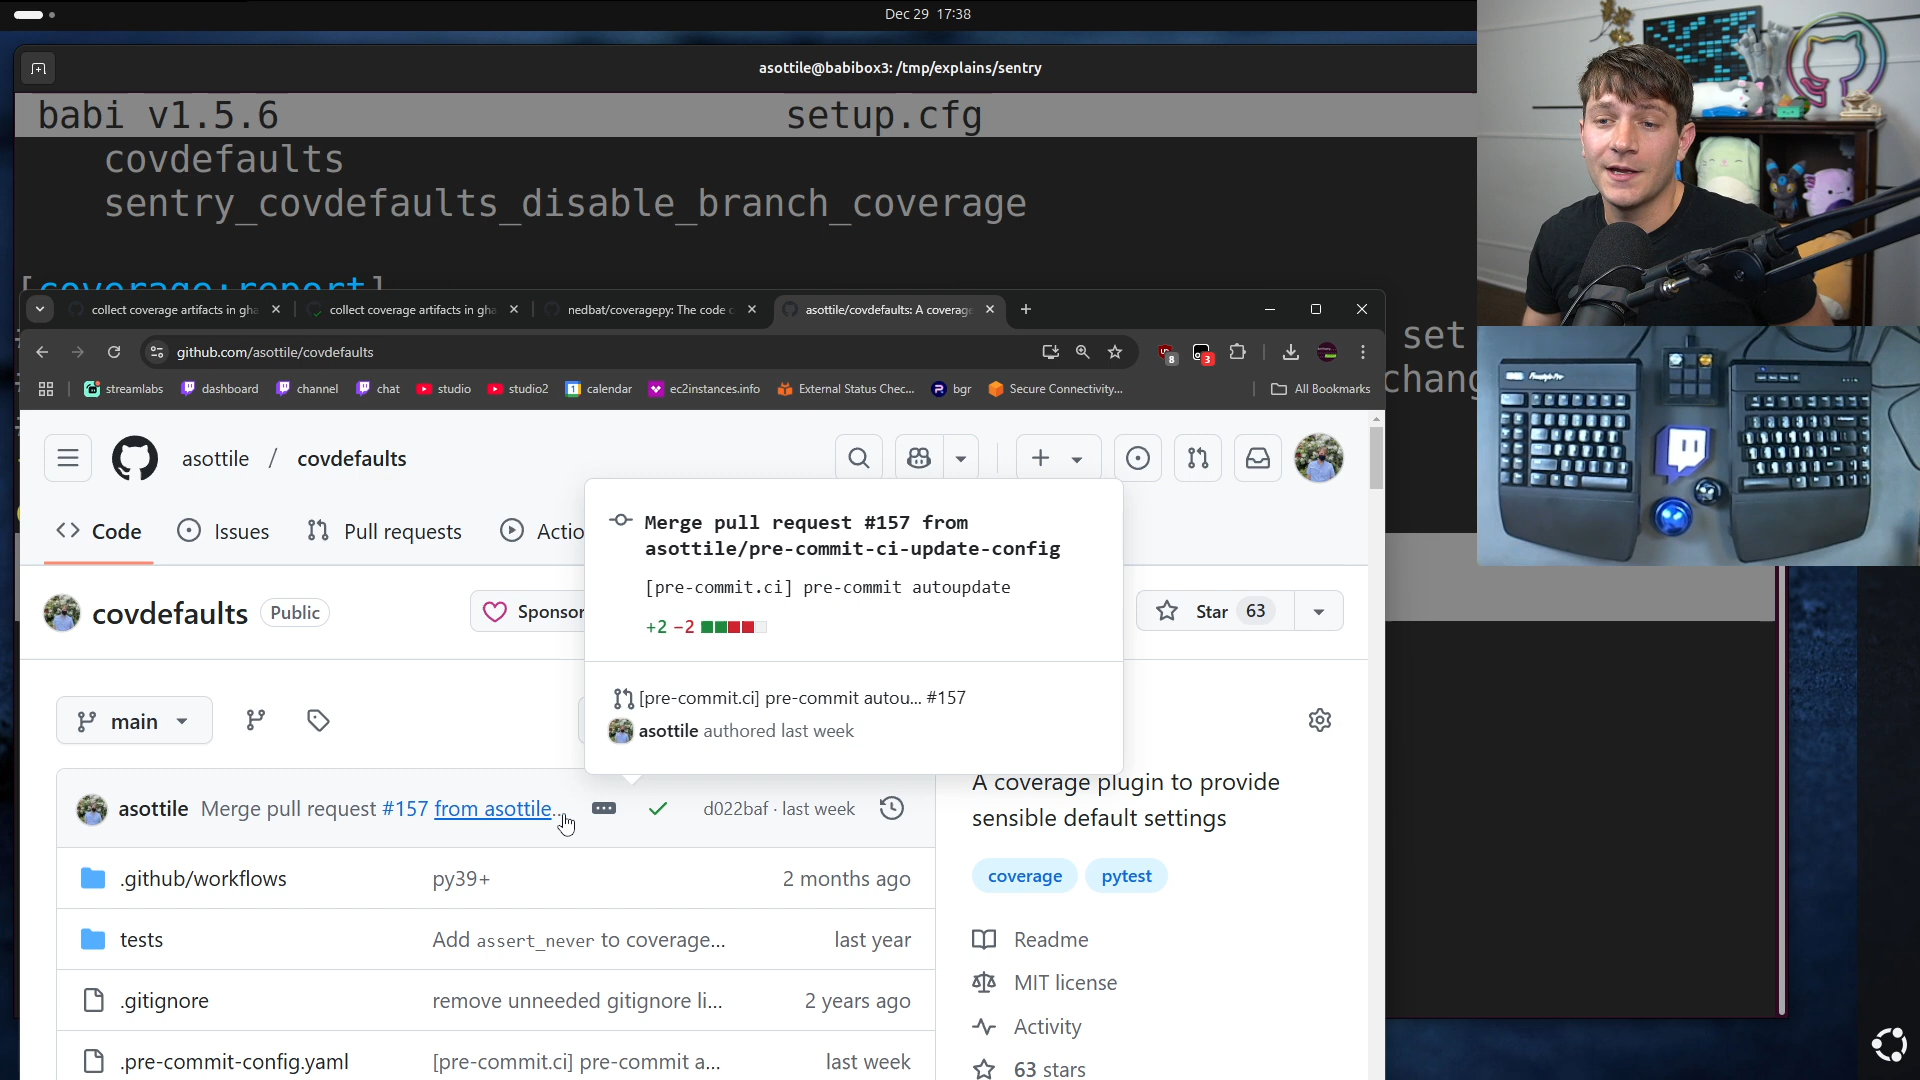 Dec 29 17:38
asottile@babibox3: /tmp/explains/sentry
babi v1.5.6 setup.cfg
covdefaults
sentry_covdefaults_disable_branch_coverage
[coverage:report]
set
chang
collect coverage artifacts in gha
collect coverage artifacts in gha
nedbat/coveragepy: The code c
asottile/covdefaults: A coverage
github.com/asottile/covdefaults
8
3
streamlabs
dashboard
channel
chat
studio
studio2
calendar
ec2instances.info
External Status Chec...
bgr
Secure Connectivity...
All Bookmarks
asottile / covdefaults
Code
Issues
Pull requests
Actio
covdefaults
Public
Sponsor
Star 63
Merge pull request #157 from
asottile/pre-commit-ci-update-config
[pre-commit.ci] pre-commit autoupdate
+2 −2
[pre-commit.ci] pre-commit autou... #157
asottile authored last week
main
asottile Merge pull request #157 from asottile...
d022baf · last week
.github/workflows py39+ 2 months ago
tests Add assert_never to coverage... last year
.gitignore remove unneeded gitignore li... 2 years ago
.pre-commit-config.yaml [pre-commit.ci] pre-commit a... last week
A coverage plugin to provide
sensible default settings
coverage
pytest
Readme
MIT license
Activity
63 stars